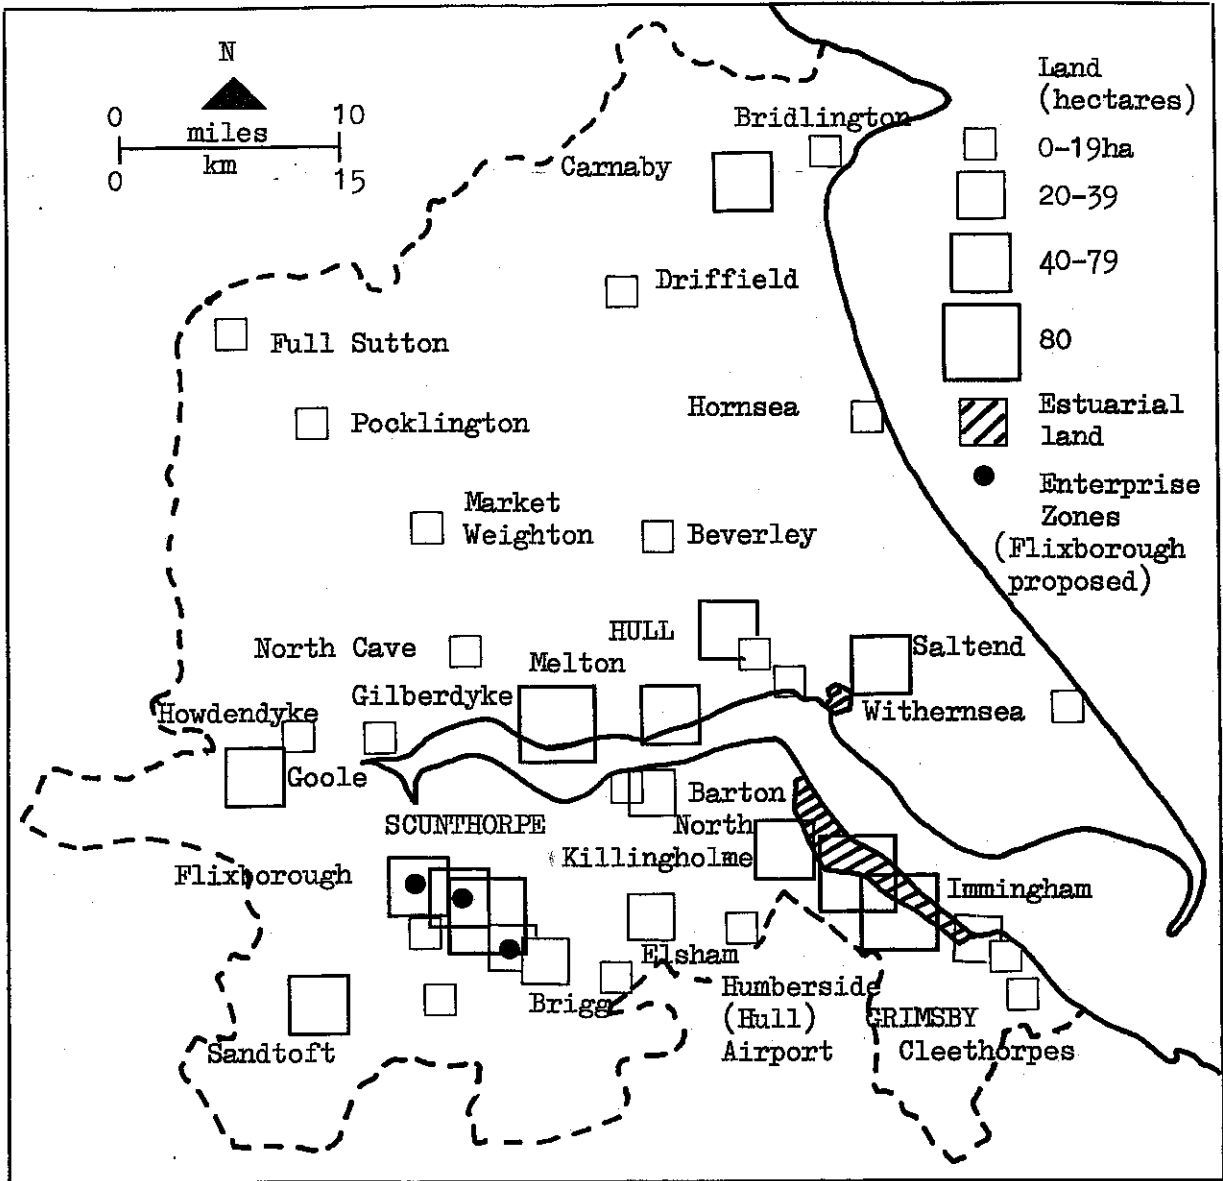 N
0 10
miles
km
0 15
Land
(hectares)
0-19ha
20-39
40-79
80
Estuarial
land
Enterprise
Zones
(Flixborough
proposed)
Bridlington
Carnaby
Driffield
Full Sutton
Hornsea
Pocklington
Market
Weighton
Beverley
HULL
North Cave
Melton
Saltend
Gilberdyke
Withernsea
Howdendyke
Goole
Barton
SCUNTHORPE
North
Killingholme
Flixborough
Immingham
Elsham
Brigg
Humberside
(Hull)
Airport
GRIMSBY
Cleethorpes
Sandtoft